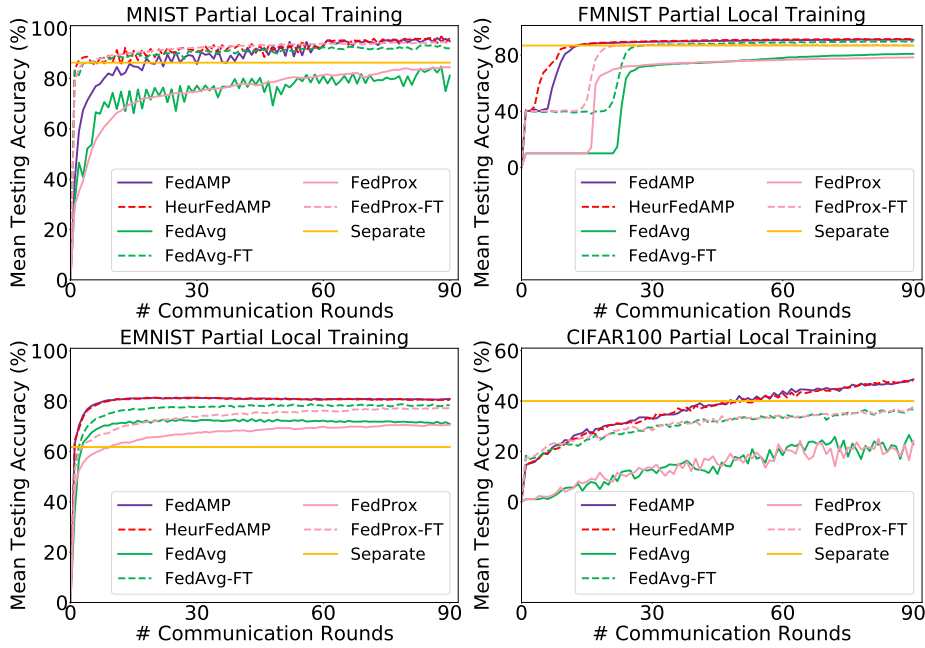 MNIST Partial Local Training
Mean Testing Accuracy (%)
100
80
60
40
20
0
0 30 60 90
# Communication Rounds
FedAMP
HeurFedAMP
FedAvg
FedAvg-FT
FedProx
FedProx-FT
Separate
FMNIST Partial Local Training
Mean Testing Accuracy (%)
80
60
40
20
0
0 30 60 90
# Communication Rounds
FedAMP
HeurFedAMP
FedAvg
FedAvg-FT
FedProx
FedProx-FT
Separate
EMNIST Partial Local Training
Mean Testing Accuracy (%)
100
80
60
40
20
0
0 30 60 90
# Communication Rounds
FedAMP
HeurFedAMP
FedAvg
FedAvg-FT
FedProx
FedProx-FT
Separate
CIFAR100 Partial Local Training
Mean Testing Accuracy (%)
60
40
20
0
0 30 60 90
# Communication Rounds
FedAMP
HeurFedAMP
FedAvg
FedAvg-FT
FedProx
FedProx-FT
Separate